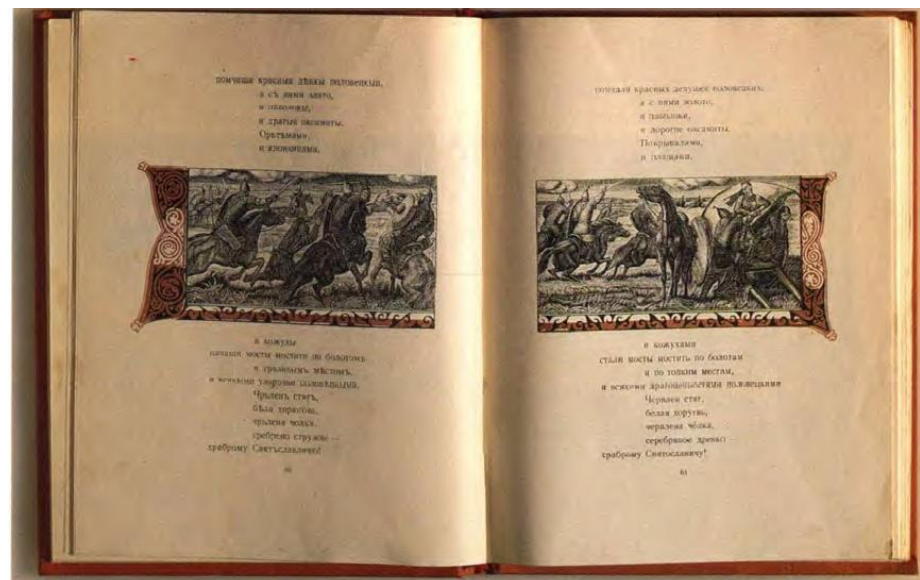 помчаша красныя дѣвкы половецкыя,
а съ ними злато,
и паволокы,
и драгыя оксамиты.
Орьтъмами,
и япончицами,
и кожухы
начашя мосты мостити по болотомъ
и грязивымъ мѣстомъ,
и всякыми узорочьи половѣцкыми.
Чрьленъ стягъ,
бѣла хорюговь,
чрьлена чолка,
сребрено стружие —
храброму Святъславличю!
60
помчали красных девушек половецких,
а с ними золото,
и паволоки,
и дорогие оксамиты.
Покрывалами,
и плащами,
и кожухами
стали мосты мостить по болотам
и по топким местам,
и всякими драгоценностями половецкими
Червлен стяг,
белая хоругвь,
червлена чёлка,
серебряное древко —
храброму Святославичу!
61